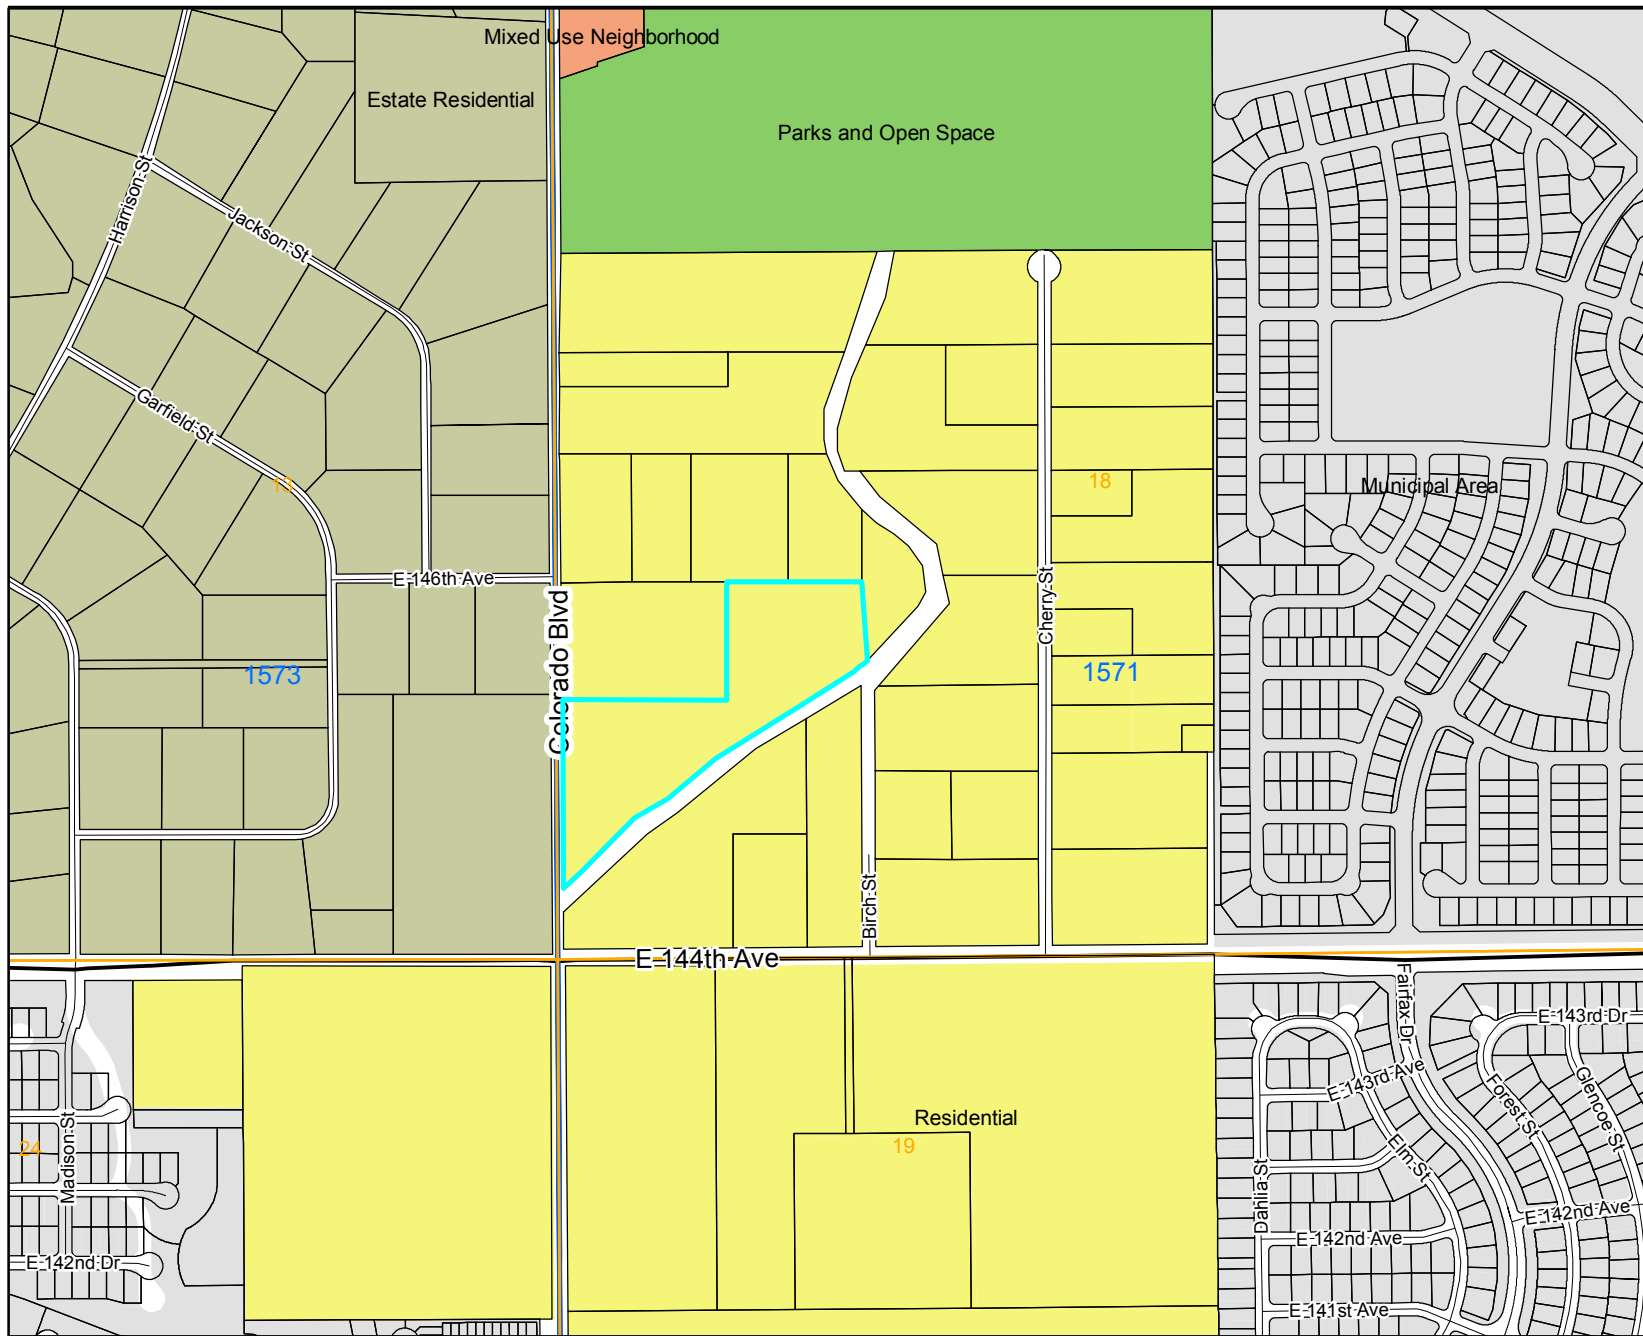 Mixed Use Neighborhood
Estate Residential
Parks and Open Space
Harrison St
Jackson St
Garfield St
13
18
Municipal Area
E 146th Ave
Colorado Blvd
Cherry St
1573
1571
Birch St
E 144th Ave
Fairfax Dr
E 143rd Dr
E 143rd Ave
Forest St
Glencoe St
Madison St
24
Residential
19
Elm St
Dahlia St
E 142nd Ave
E 142nd Ave
E 142nd Dr
E 141st Ave